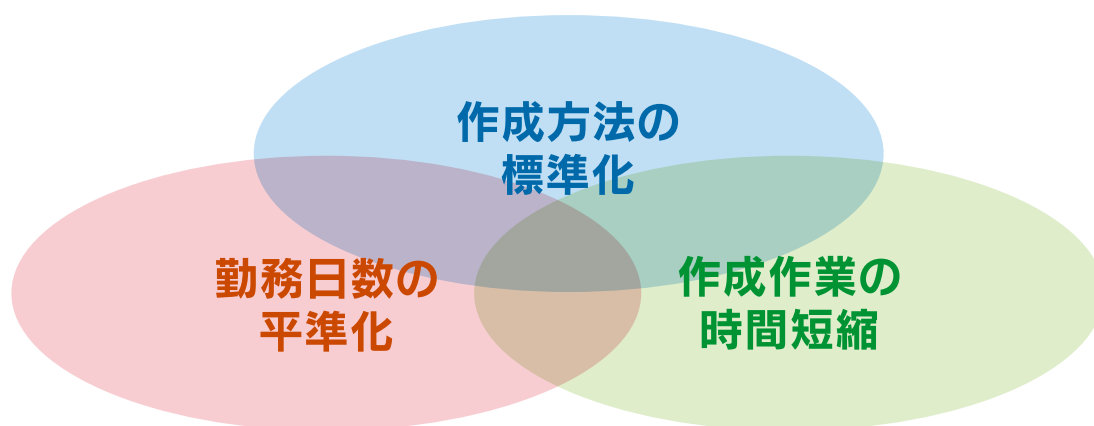 作成方法の
標準化
勤務日数の
平準化
作成作業の
時間短縮